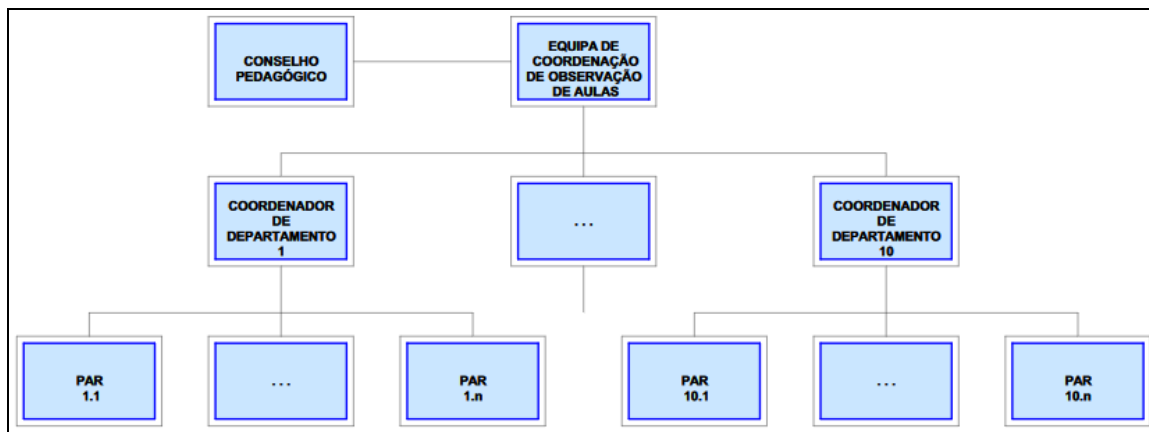 CONSELHO
PEDAGÓGICO
EQUIPA DE
COORDENAÇÃO
DE OBSERVAÇÃO
DE AULAS
COORDENADOR
DE
DEPARTAMENTO
1
. . .
COORDENADOR
DE
DEPARTAMENTO
10
PAR
1.1
. . .
PAR
1.n
PAR
10.1
. . .
PAR
10.n